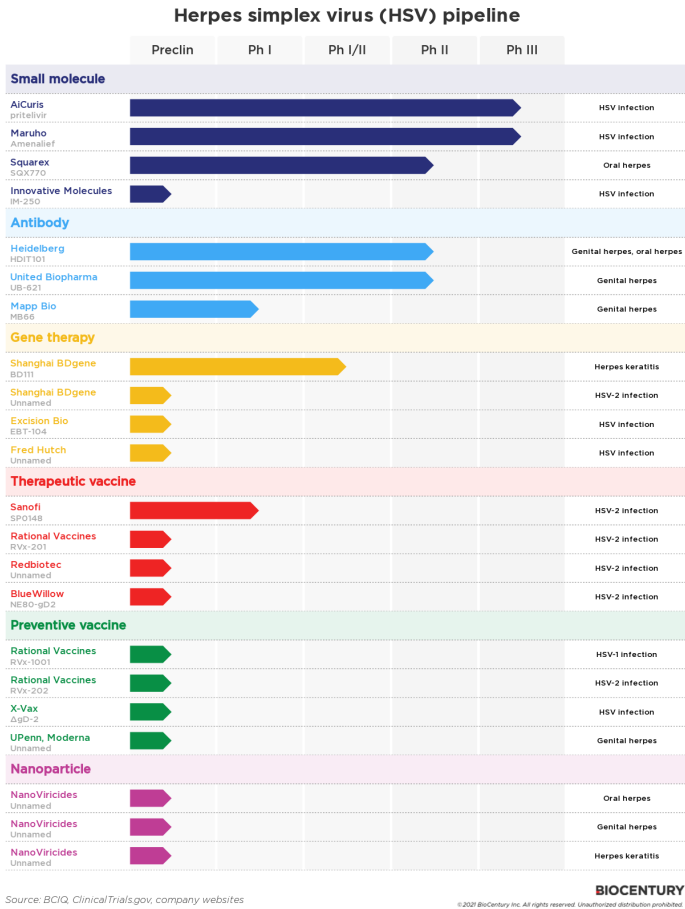 Herpes simplex virus (HSV) pipeline
Preclin Ph I Ph I/II Ph II Ph III
Small molecule
AiCuris
pritelivir
HSV infection
Maruho
Amenalief
HSV infection
Squarex
SQX770
Oral herpes
Innovative Molecules
IM-250
HSV infection
Antibody
Heidelberg
HDIT101
Genital herpes, oral herpes
United Biopharma
UB-621
Genital herpes
Mapp Bio
MB66
Genital herpes
Gene therapy
Shanghai BDgene
BD111
Herpes keratitis
Shanghai BDgene
Unnamed
HSV-2 infection
Excision Bio
EBT-104
HSV infection
Fred Hutch
Unnamed
HSV infection
Therapeutic vaccine
Sanofi
SP0148
HSV-2 infection
Rational Vaccines
RVx-201
HSV-2 infection
Redbiotec
Unnamed
HSV-2 infection
BlueWillow
NE80-gD2
HSV-2 infection
Preventive vaccine
Rational Vaccines
RVx-1001
HSV-1 infection
Rational Vaccines
RVx-202
HSV-2 infection
X-Vax
ΔgD-2
HSV infection
UPenn, Moderna
Unnamed
Genital herpes
Nanoparticle
NanoViricides
Unnamed
Oral herpes
NanoViricides
Unnamed
Genital herpes
NanoViricides
Unnamed
Herpes keratitis
BIOCENTURY
Source: BCIQ, ClinicalTrials.gov, company websites
©2021 BioCentury Inc. All rights reserved. Unauthorized distribution prohibited.